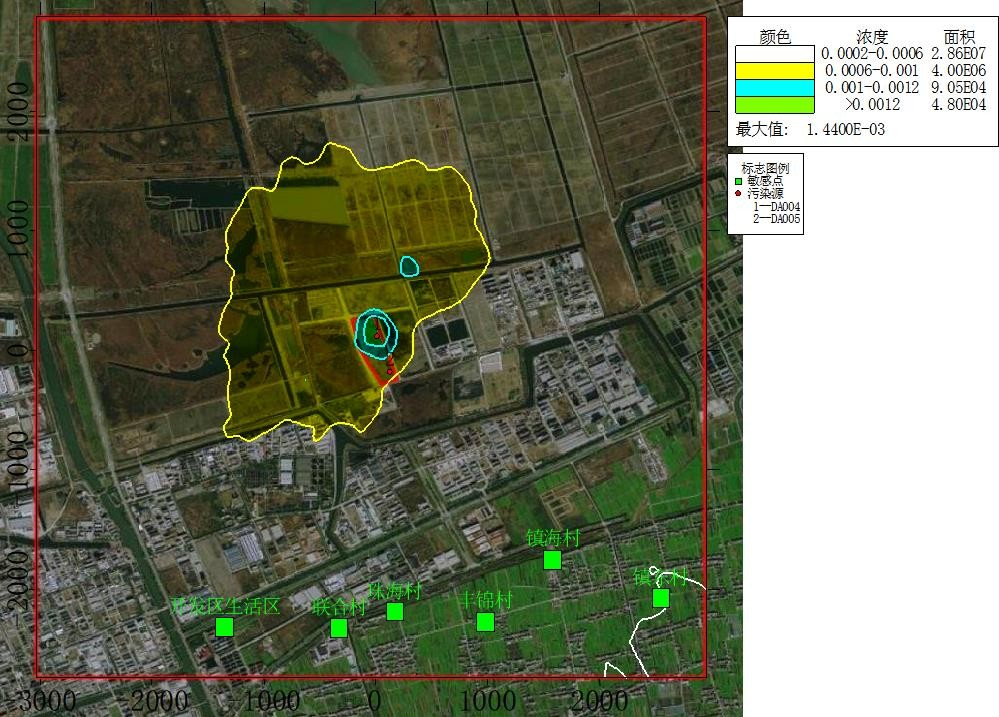 颜色 浓度 面积
0.0002-0.0006 2.86E07
0.0006-0.001 4.00E06
0.001-0.0012 9.05E04
>0.0012 4.80E04
最大值: 1.4400E-03
标志图例
敏感点
污染源
1—DA004
2—DA005
2000
1000
0
-1000
-2000
镇海村
珠海村
丰锦村
联合村
开发区生活区
-3000 -2000 -1000 0 1000 2000